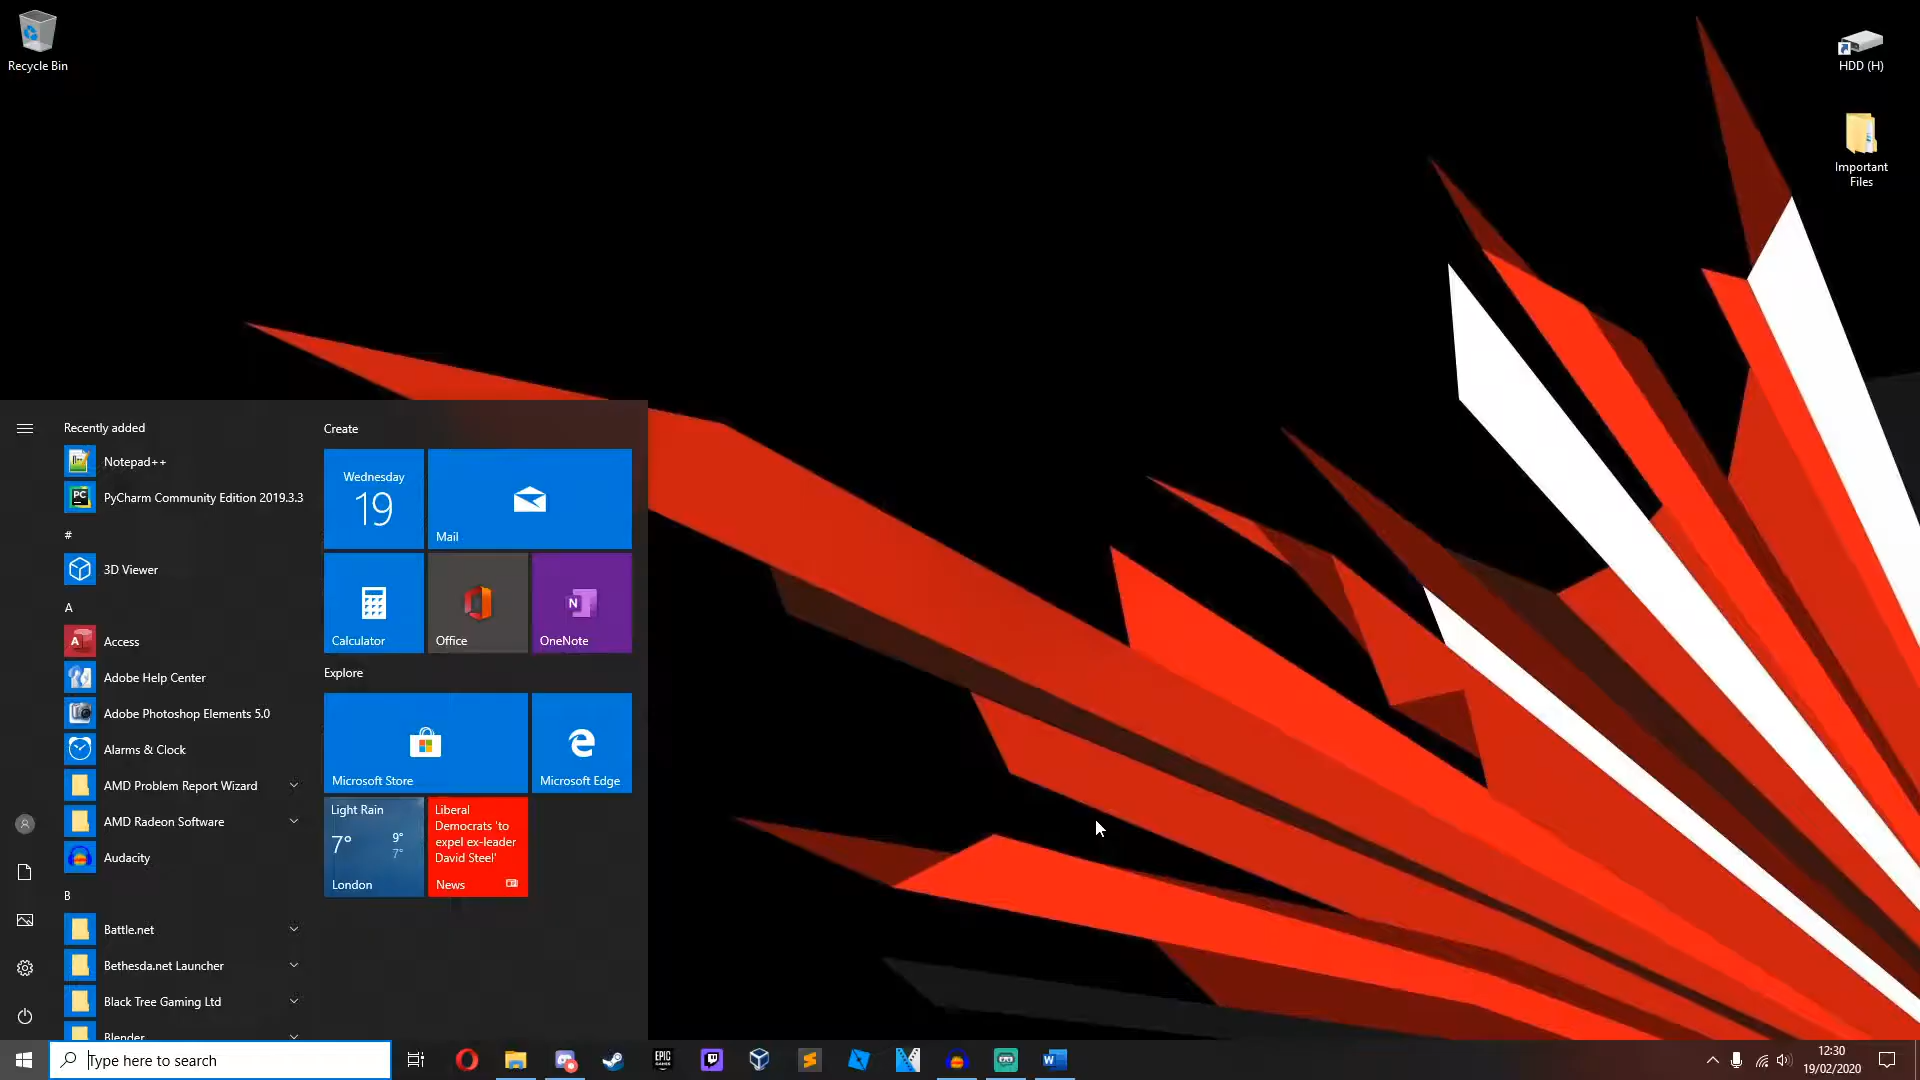 Recycle Bin
HDD (H)
Important
Files
Recently added
Notepad++
PyCharm Community Edition 2019.3.3
#
3D Viewer
A
Access
Adobe Help Center
Adobe Photoshop Elements 5.0
Alarms & Clock
AMD Problem Report Wizard
AMD Radeon Software
Audacity
B
Battle.net
Bethesda.net Launcher
Black Tree Gaming Ltd
Blender
Create
Wednesday
19
Mail
Calculator
Office
OneNote
Explore
Microsoft Store
Microsoft Edge
Light Rain
7°
9°
7°
London
Liberal
Democrats 'to
expel ex-leader
David Steel'
News
Type here to search
EPIC
GAMES
12:30
19/02/2020